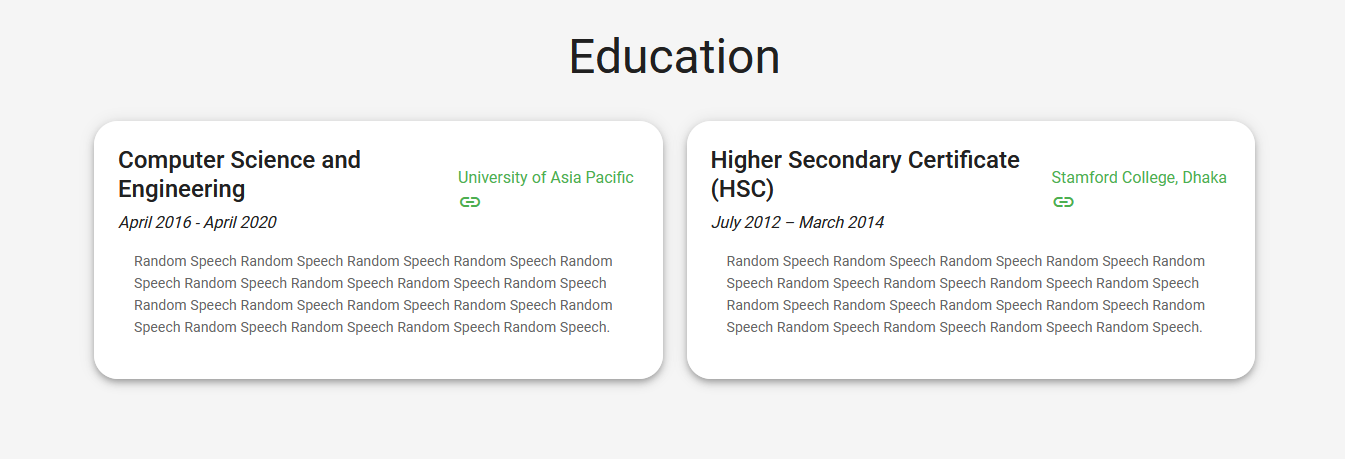 Education
Computer Science and
Engineering
University of Asia Pacific
April 2016 - April 2020
Random Speech Random Speech Random Speech Random Speech Random
Speech Random Speech Random Speech Random Speech Random Speech
Random Speech Random Speech Random Speech Random Speech Random
Speech Random Speech Random Speech Random Speech Random Speech.
Higher Secondary Certificate
(HSC)
Stamford College, Dhaka
July 2012 – March 2014
Random Speech Random Speech Random Speech Random Speech Random
Speech Random Speech Random Speech Random Speech Random Speech
Random Speech Random Speech Random Speech Random Speech Random
Speech Random Speech Random Speech Random Speech Random Speech.